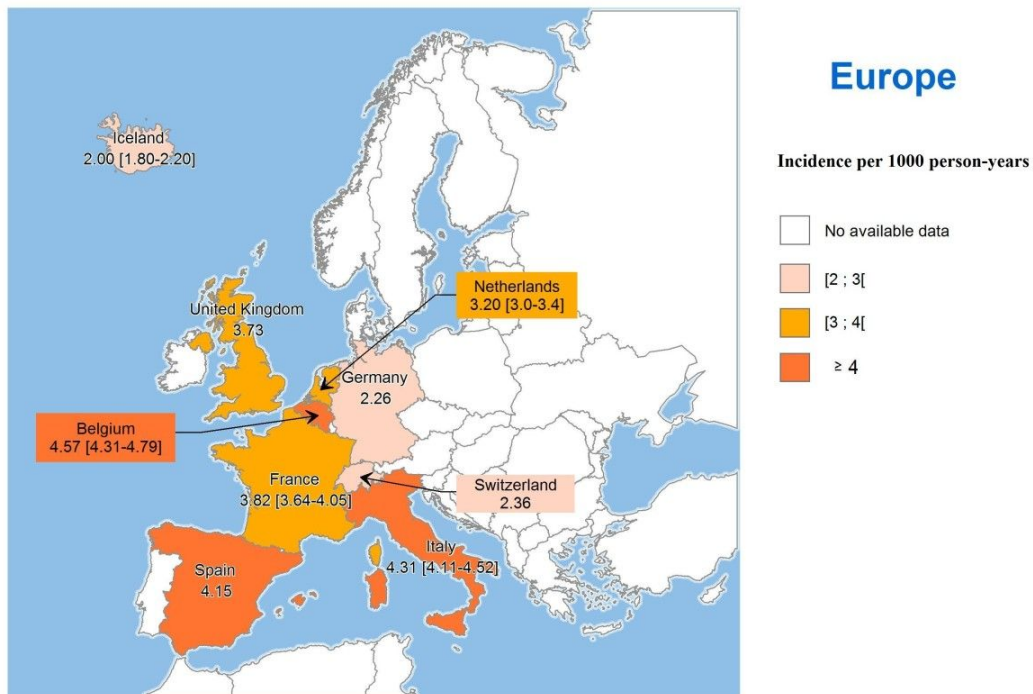 Europe
Incidence per 1000 person-years
No available data
[2 ; 3[
[3 ; 4[
≥ 4
Iceland
2.00 [1.80-2.20]
United Kingdom
3.73
Netherlands
3.20 [3.0-3.4]
Germany
2.26
Belgium
4.57 [4.31-4.79]
France
3.82 [3.64-4.05]
Switzerland
2.36
Italy
4.31 [4.11-4.52]
Spain
4.15